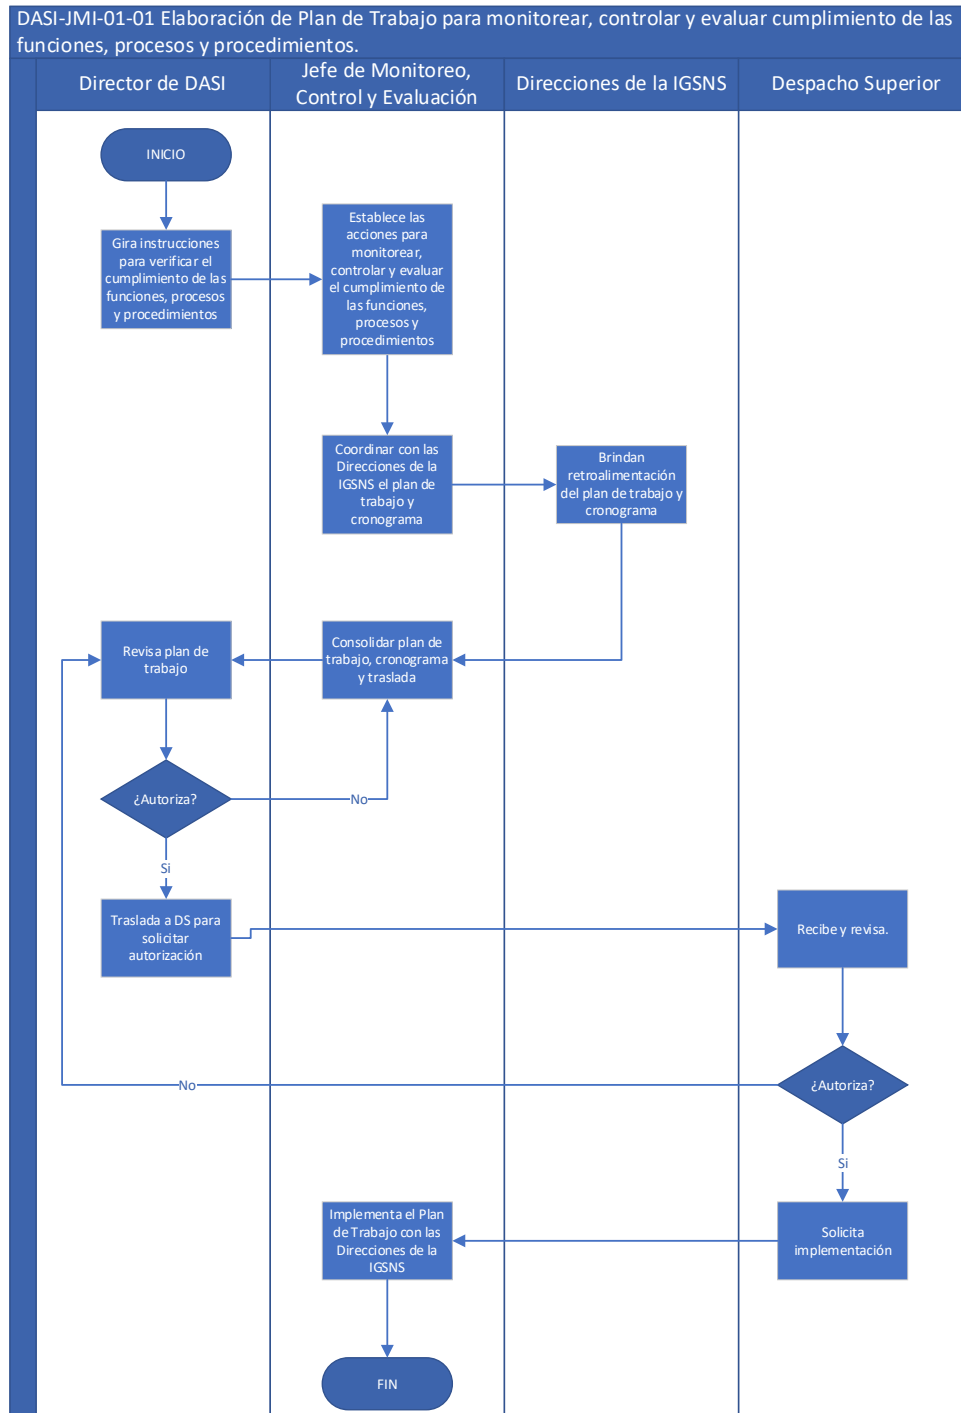 DASI-JMI-01-01 Elaboración de Plan de Trabajo para monitorear, controlar y evaluar cumplimiento de las
funciones, procesos y procedimientos.
Director de DASI
Jefe de Monitoreo,
Control y Evaluación
Direcciones de la IGSNS
Despacho Superior
INICIO
Gira instrucciones
para verificar el
cumplimiento de las
funciones, procesos
y procedimientos
Establece las
acciones para
monitorear,
controlar y evaluar
el cumplimiento de
las funciones,
procesos y
procedimientos
Coordinar con las
Direcciones de la
IGSNS el plan de
trabajo y
cronograma
Brindan
retroalimentación
del plan de trabajo y
cronograma
Consolidar plan de
trabajo, cronograma
y traslada
Revisa plan de
trabajo
¿Autoriza?
No
Si
Traslada a DS para
solicitar
autorización
Recibe y revisa.
¿Autoriza?
No
Si
Solicita
implementación
Implementa el Plan
de Trabajo con las
Direcciones de la
IGSNS
FIN